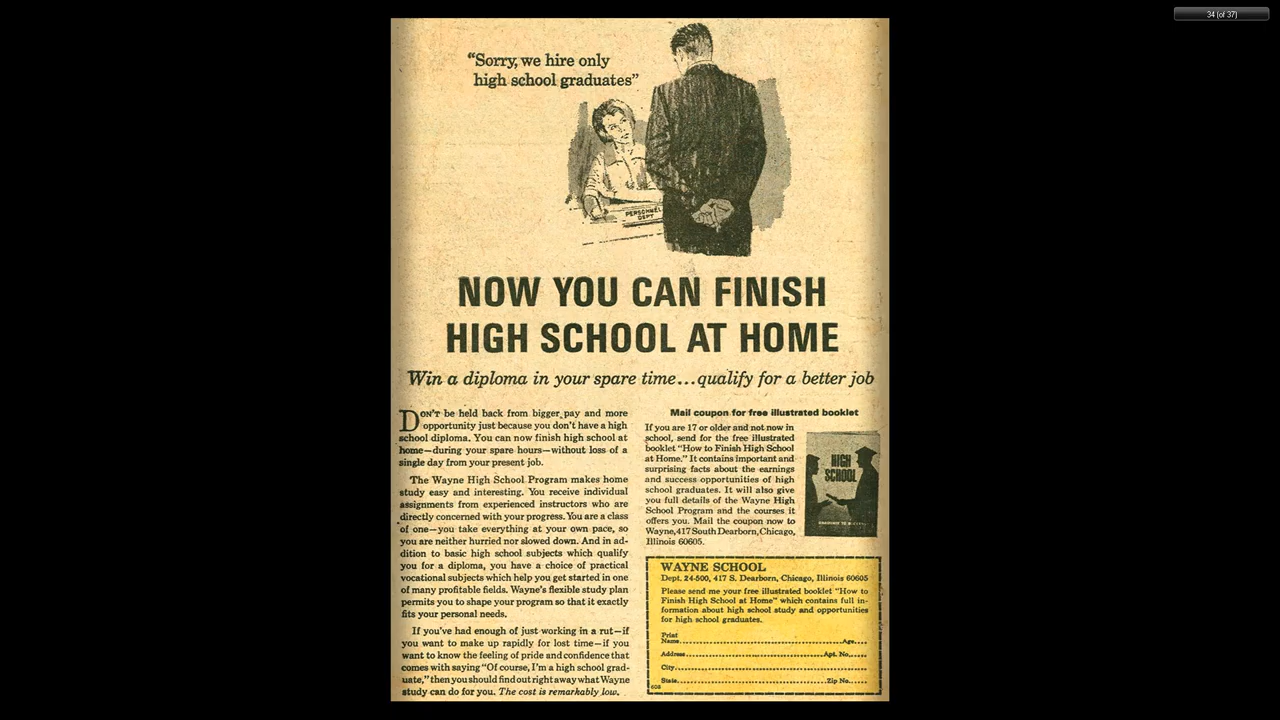 34 (of 37)
“Sorry, we hire only
high school graduates”
PERSONNEL
DEPT
NOW YOU CAN FINISH
HIGH SCHOOL AT HOME
Win a diploma in your spare time...qualify for a better job
DON'T be held back from bigger pay and more
opportunity just because you don't have a high
school diploma. You can now finish high school at
home—during your spare hours—without loss of a
single day from your present job.
The Wayne High School Program makes home
study easy and interesting. You receive individual
assignments from experienced instructors who are
directly concerned with your progress. You are a class
of one—you take everything at your own pace, so
you are neither hurried nor slowed down. And in ad-
dition to basic high school subjects which qualify
you for a diploma, you have a choice of practical
vocational subjects which help you get started in one
of many profitable fields. Wayne's flexible study plan
permits you to shape your program so that it exactly
fits your personal needs.
If you've had enough of just working in a rut—if
you want to make up rapidly for lost time—if you
want to know the feeling of pride and confidence that
comes with saying “Of course, I'm a high school grad-
uate,” then you should find out right away what Wayne
study can do for you. The cost is remarkably low.
Mail coupon for free illustrated booklet
If you are 17 or older and not now in
school, send for the free illustrated
booklet “How to Finish High School
at Home.” It contains important and
surprising facts about the earnings
and success opportunities of high
school graduates. It will also give
you full details of the Wayne High
School Program and the courses it
offers you. Mail the coupon now to
Wayne, 417 South Dearborn, Chicago,
Illinois 60605.
HIGH
SCHOOL
WAYNE SCHOOL
Dept. 24-500, 417 S. Dearborn, Chicago, Illinois 60605
Please send me your free illustrated booklet “How to
Finish High School at Home” which contains full in-
formation about high school study and opportunities
for high school graduates.
Print
Name Age
Address Apt. No.
City
State Zip No.